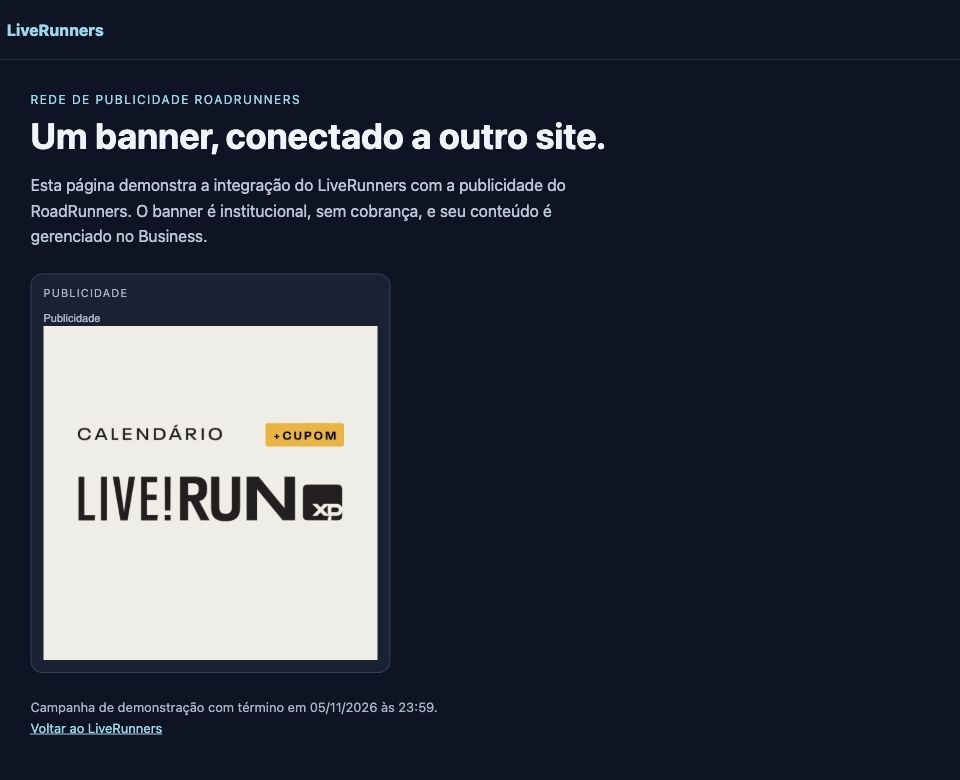 LiveRunners
REDE DE PUBLICIDADE ROADRUNNERS
Um banner, conectado a outro site.
Esta página demonstra a integração do LiveRunners com a publicidade do
RoadRunners. O banner é institucional, sem cobrança, e seu conteúdo é
gerenciado no Business.
PUBLICIDADE
Publicidade
CALENDÁRIO
+CUPOM
LIVE!RUN XP
Campanha de demonstração com término em 05/11/2026 às 23:59.
Voltar ao LiveRunners